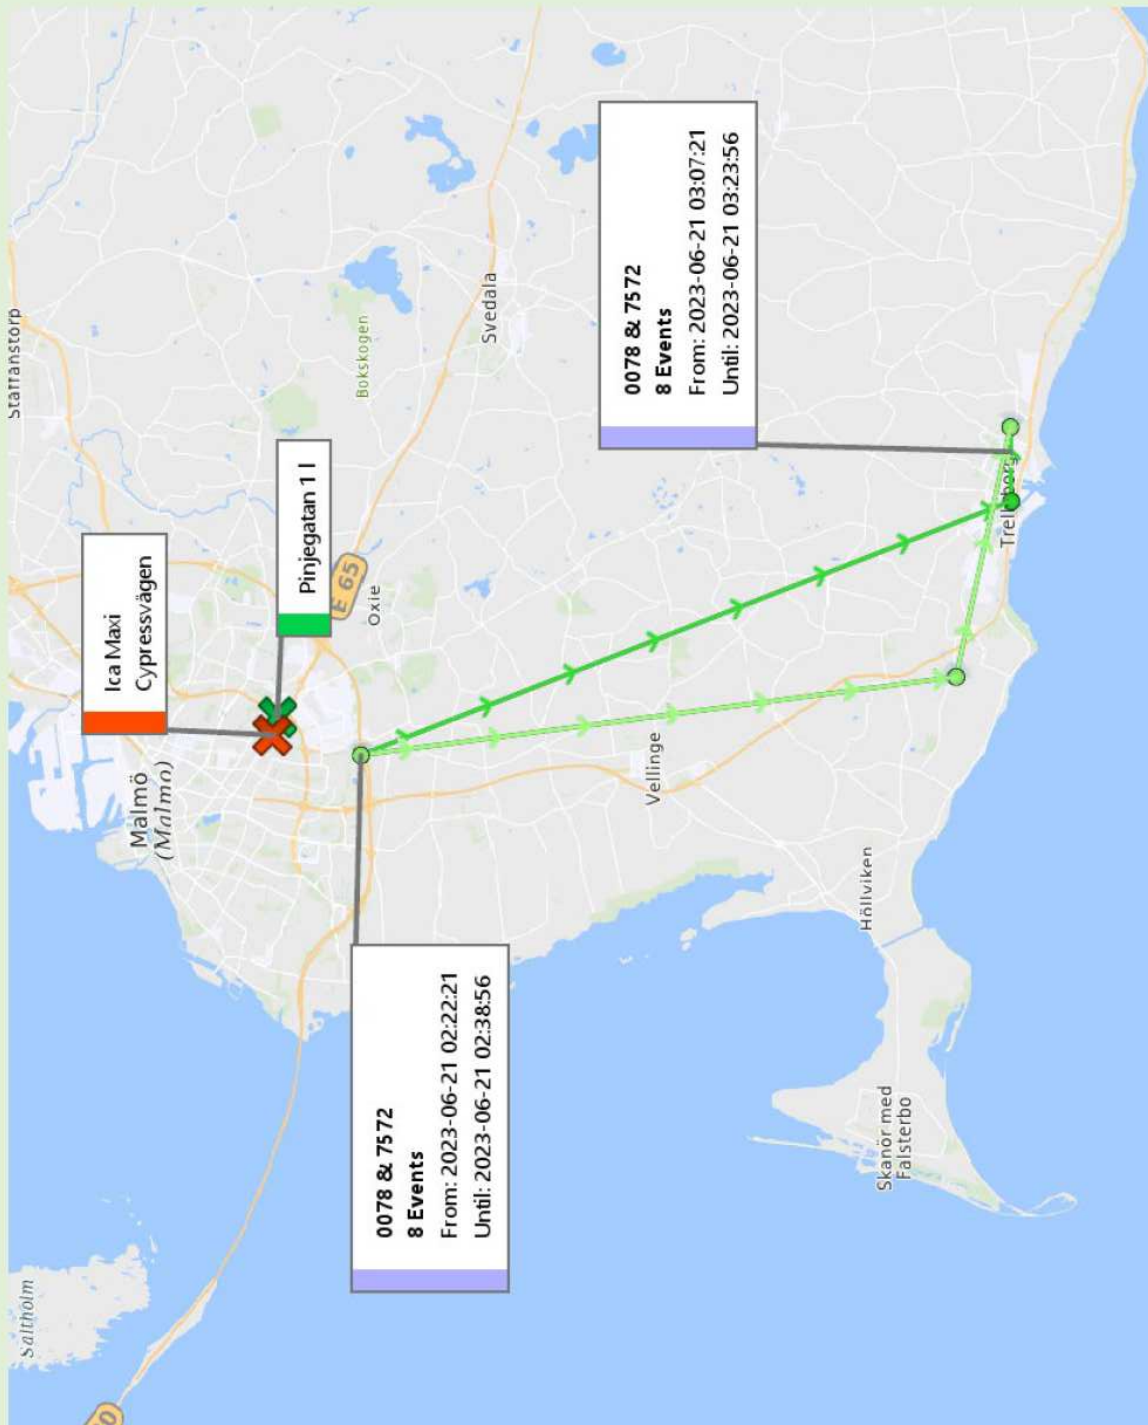 Staffanstorp
Saltholm
Ica Maxi
Cypressvägen
Malmö
(Malmö)
Pinjegatan 1 I
E 65
Bokskogen
Oxie
0078 & 7572
8 Events
From: 2023-06-21 02:22:21
Until: 2023-06-21 02:38:56
Svedala
0078 & 7572
8 Events
From: 2023-06-21 03:07:21
Until: 2023-06-21 03:23:56
Vellinge
Höllviken
Skanör med
Falsterbo
Trelleborg